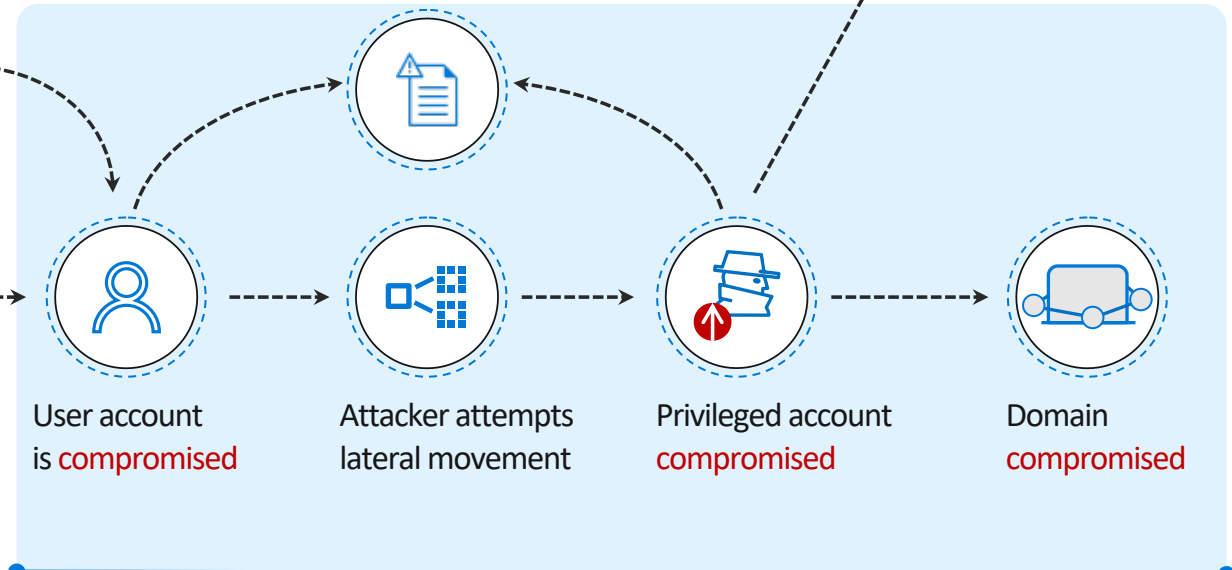 User account
is compromised
Attacker attempts
lateral movement
Privileged account
compromised
Domain
compromised